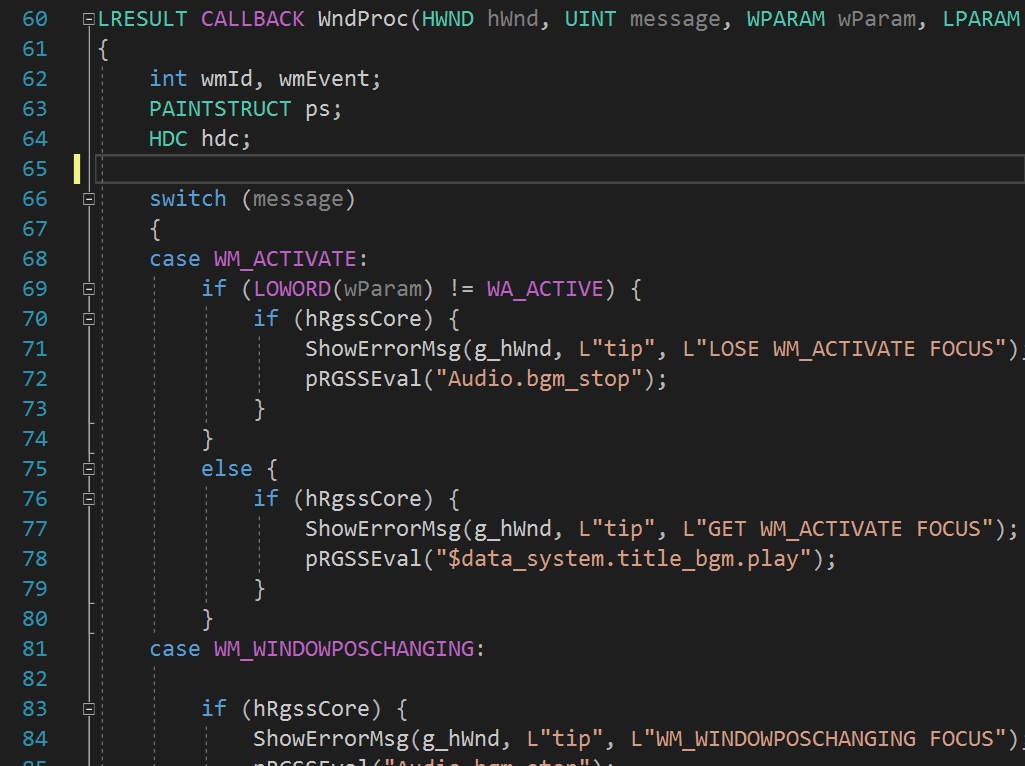 60 LRESULT CALLBACK WndProc(HWND hWnd, UINT message, WPARAM wParam, LPARAM
61 {
62 int wmId, wmEvent;
63 PAINTSTRUCT ps;
64 HDC hdc;
65
66 switch (message)
67 {
68 case WM_ACTIVATE:
69 if (LOWORD(wParam) != WA_ACTIVE) {
70 if (hRgssCore) {
71 ShowErrorMsg(g_hWnd, L"tip", L"LOSE WM_ACTIVATE FOCUS");
72 pRGSSEval("Audio.bgm_stop");
73 }
74 }
75 else {
76 if (hRgssCore) {
77 ShowErrorMsg(g_hWnd, L"tip", L"GET WM_ACTIVATE FOCUS");
78 pRGSSEval("$data_system.title_bgm.play");
79 }
80 }
81 case WM_WINDOWPOSCHANGING:
82
83 if (hRgssCore) {
84 ShowErrorMsg(g_hWnd, L"tip", L"WM_WINDOWPOSCHANGING FOCUS");
85 pRGSSEval("Audio.bgm_stop");